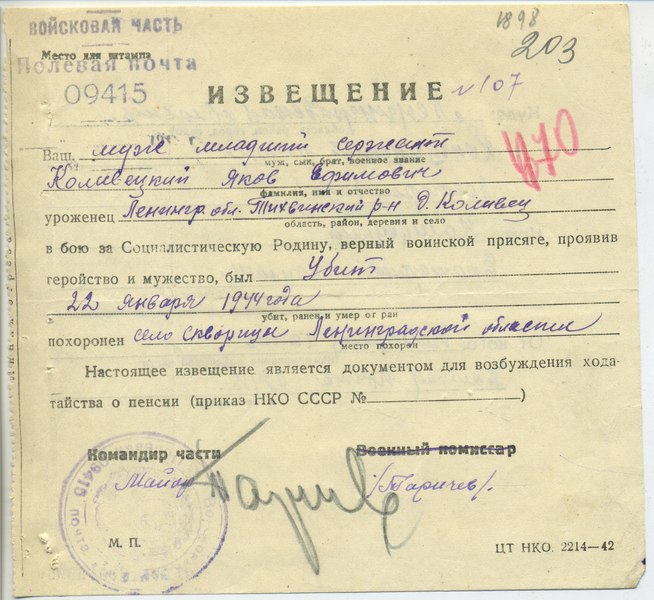 1898
203
ВОЙСКОВАЯ ЧАСТЬ
Место для штампа
Полевая почта
09415
ИЗВЕЩЕНИЕ N 107
Ваш муж младший сержант
муж, сын, брат, военное звание
Коливецкий Яков Ефимович
фамилия, имя и отчество
уроженец Ленингр. обл. Тихвинский р-н д. Коливец
область, район, деревня и село
в бою за Социалистическую Родину, верный воинской присяге, проявив
геройство и мужество, был Убит
22 января 1944 года
убит, ранен и умер от ран
похоронен село Скворицы Ленинградской области
место похорон
Настоящее извещение является документом для возбуждения хода-
тайства о пенсии (приказ НКО СССР №            )
Командир части
Военный комиссар
Майор
/Таричев/.
М. П.
ЦТ НКО. 2214—42